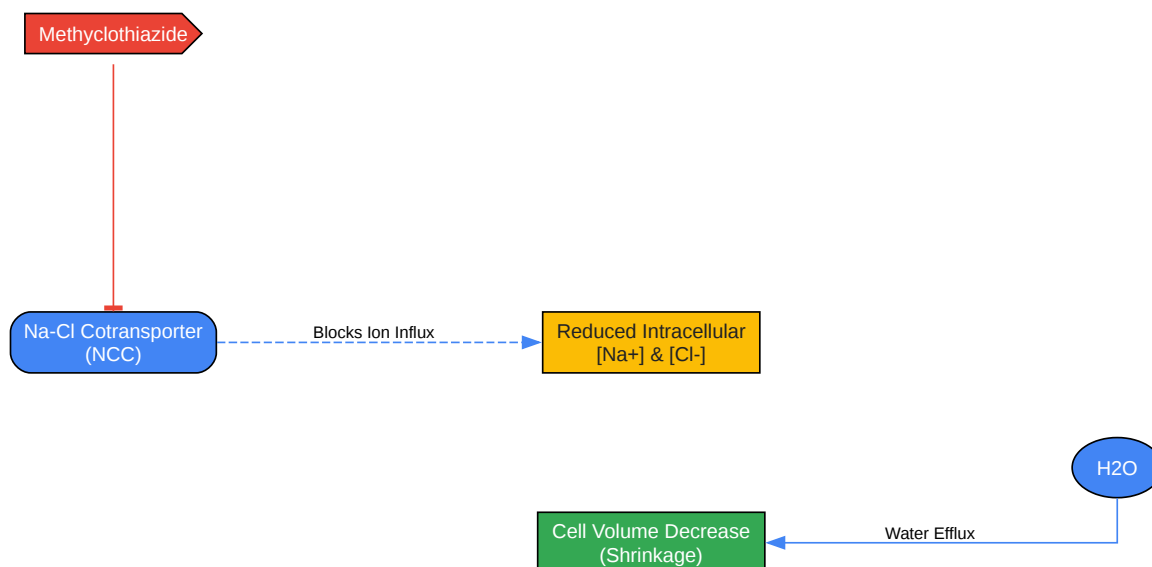 Methyclothiazide
Na-Cl Cotransporter
(NCC)
Blocks Ion Influx
Reduced Intracellular
[Na+] & [Cl-]
H2O
Cell Volume Decrease
(Shrinkage)
Water Efflux